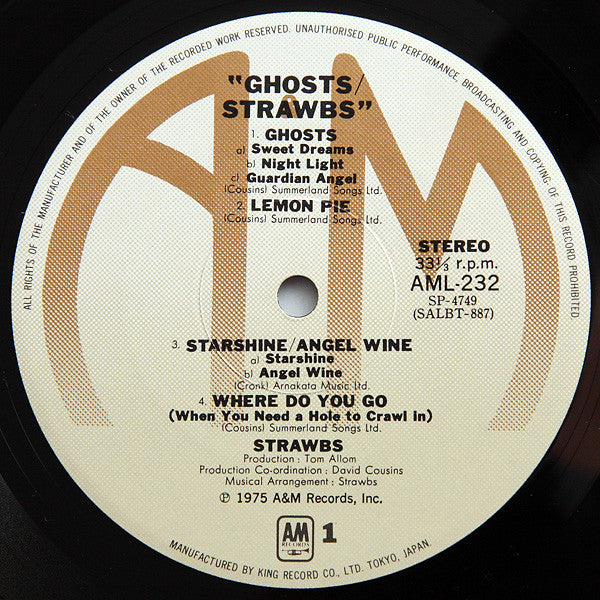 ALL RIGHTS OF THE MANUFACTURER AND OF THE OWNER OF THE RECORDED WORK RESERVED. UNAUTHORISED PUBLIC PERFORMANCE, BROADCASTING AND COPYING OF THIS RECORD PROHIBITED.
"GHOSTS/
STRAWBS"
1. GHOSTS
a) Sweet Dreams
b) Night Light
c) Guardian Angel
(Cousins) Summerland Songs Ltd.
2. LEMON PIE
(Cousins) Summerland Songs Ltd.
STEREO
33⅓ r.p.m.
AML-232
SP-4749
(SALBT-887)
3. STARSHINE/ANGEL WINE
a) Starshine
b) Angel Wine
(Cronk) Arnakata Music Ltd.
4. WHERE DO YOU GO
(When You Need a Hole to Crawl in)
(Cousins) Summerland Songs Ltd.
STRAWBS
Production : Tom Allom
Production Co-ordination : David Cousins
Musical Arrangement : Strawbs
℗ 1975 A&M Records, Inc.
AM
RECORDS
1
MANUFACTURED BY KING RECORD CO., LTD. TOKYO, JAPAN.